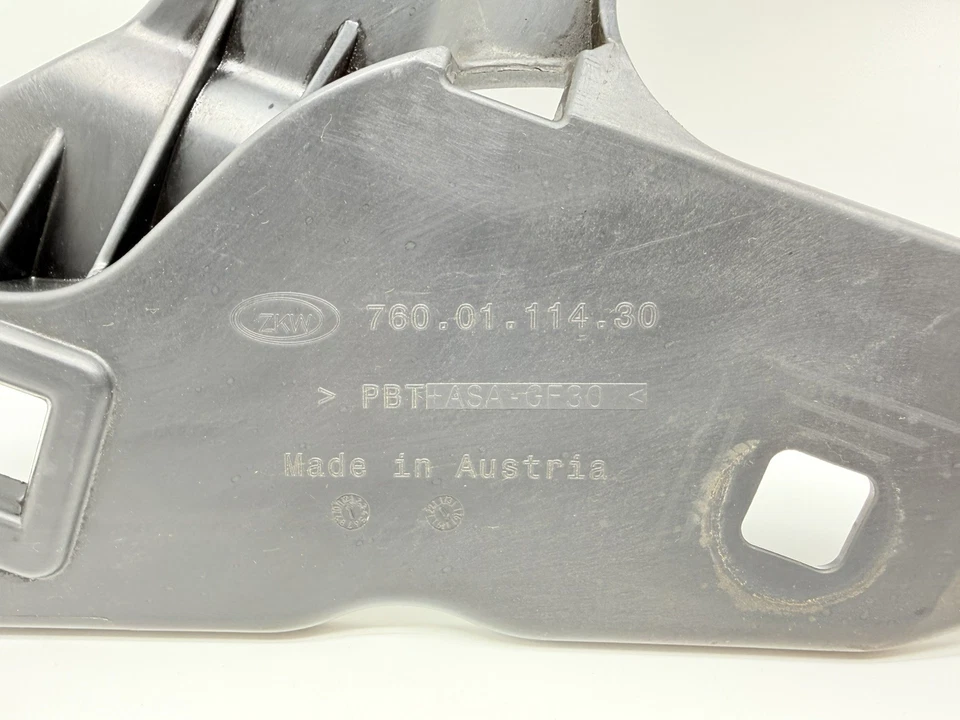 ZKW 760.01.114.30
> PBT+ASA-GF30 <
Made in Austria